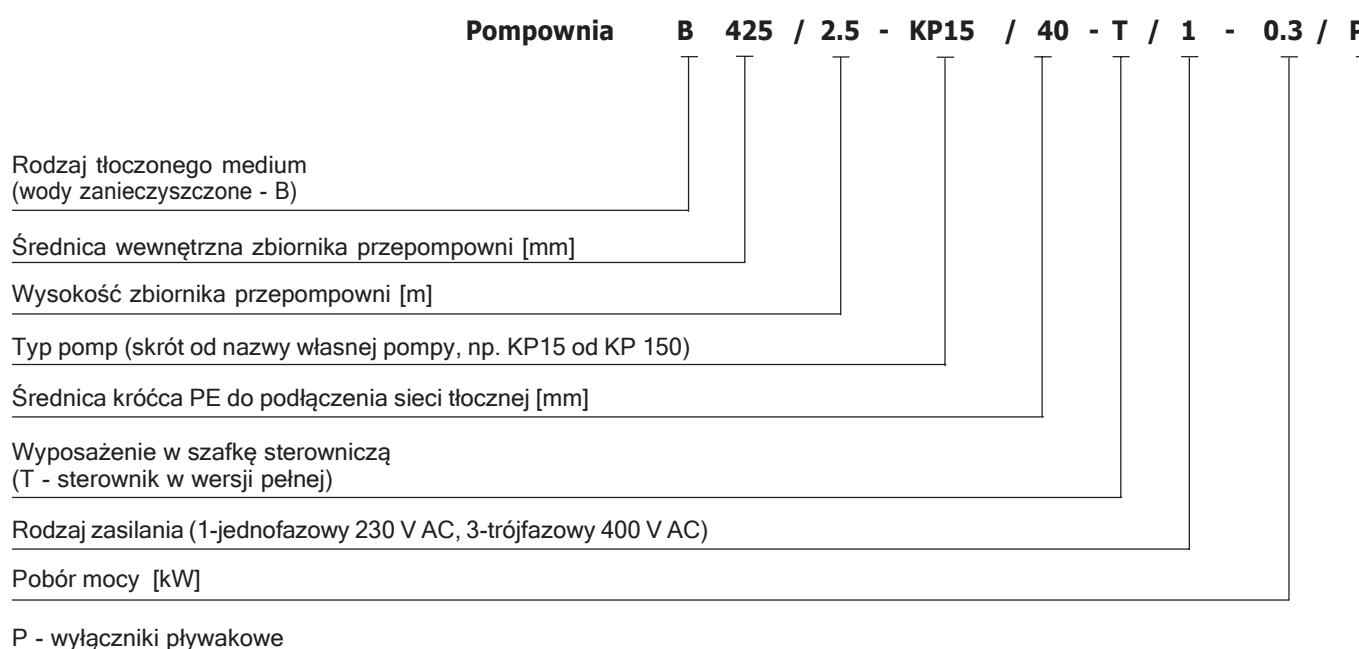 Pompownia B 425 / 2.5 - KP15 / 40 - T / 1 - 0.3 / P
Rodzaj tłoczonego medium
(wody zanieczyszczone - B)
Średnica wewnętrzna zbiornika przepompowni [mm]
Wysokość zbiornika przepompowni [m]
Typ pomp (skrót od nazwy własnej pompy, np. KP15 od KP 150)
Średnica króćca PE do podłączenia sieci tłocznej [mm]
Wyposażenie w szafkę sterowniczą
(T - sterownik w wersji pełnej)
Rodzaj zasilania (1-jednofazowy 230 V AC, 3-trójfazowy 400 V AC)
Pobór mocy [kW]
P - wyłączniki pływakowe